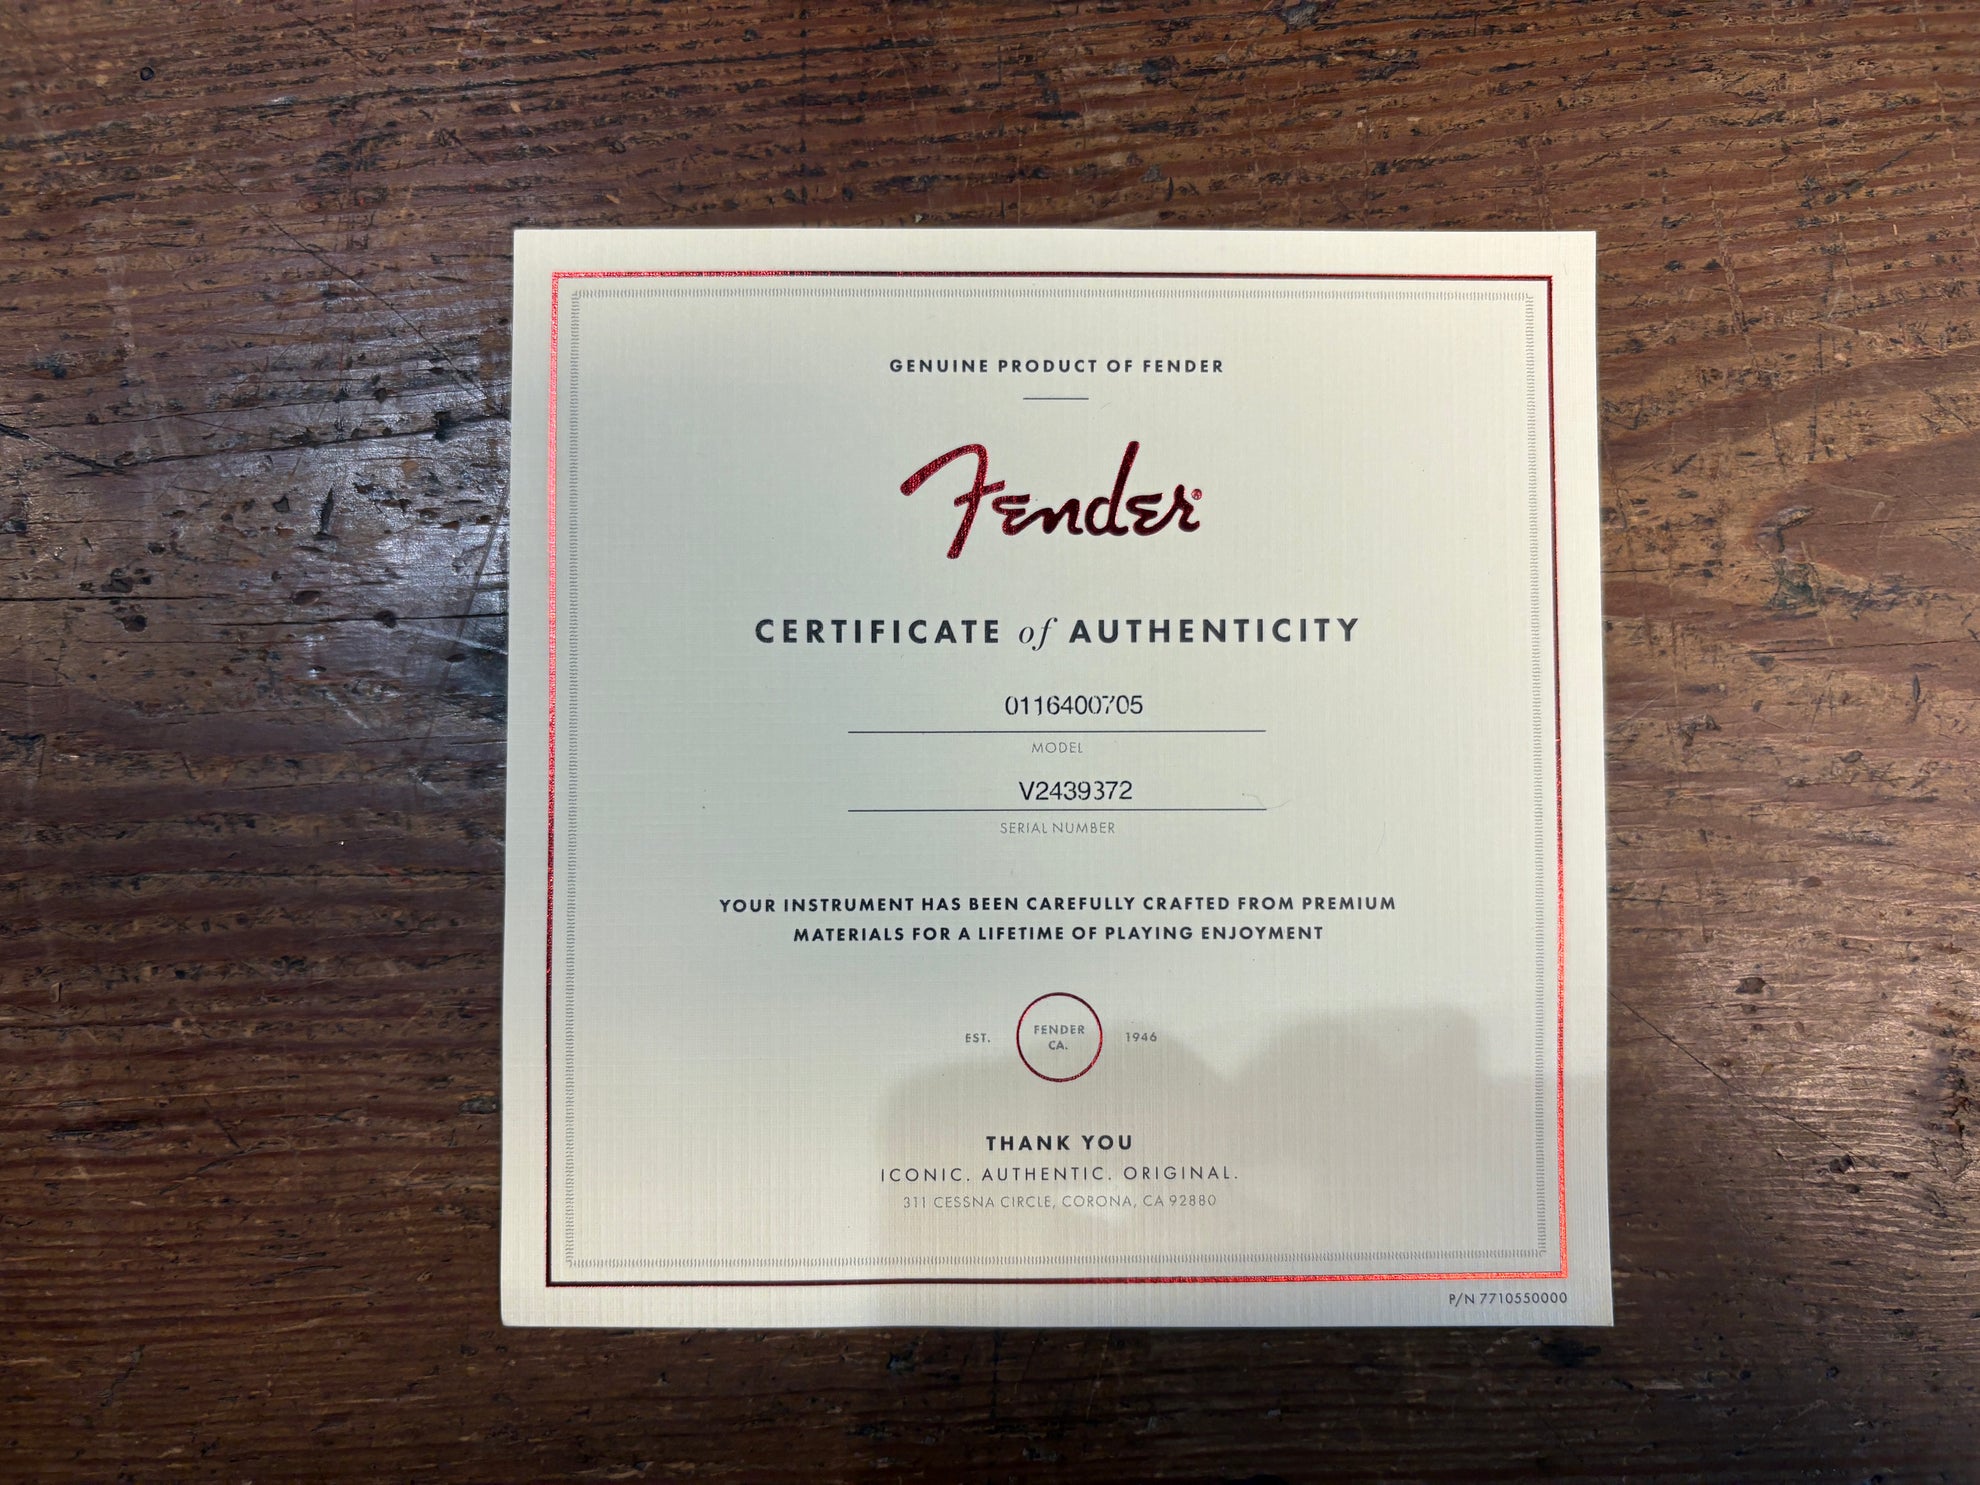 GENUINE PRODUCT OF FENDER
Fender®
CERTIFICATE of AUTHENTICITY
0116400705
MODEL
V2439372
SERIAL NUMBER
YOUR INSTRUMENT HAS BEEN CAREFULLY CRAFTED FROM PREMIUM
MATERIALS FOR A LIFETIME OF PLAYING ENJOYMENT
EST. FENDER CA. 1946
THANK YOU
ICONIC. AUTHENTIC. ORIGINAL.
311 CESSNA CIRCLE, CORONA, CA 92880
P/N 7710550000